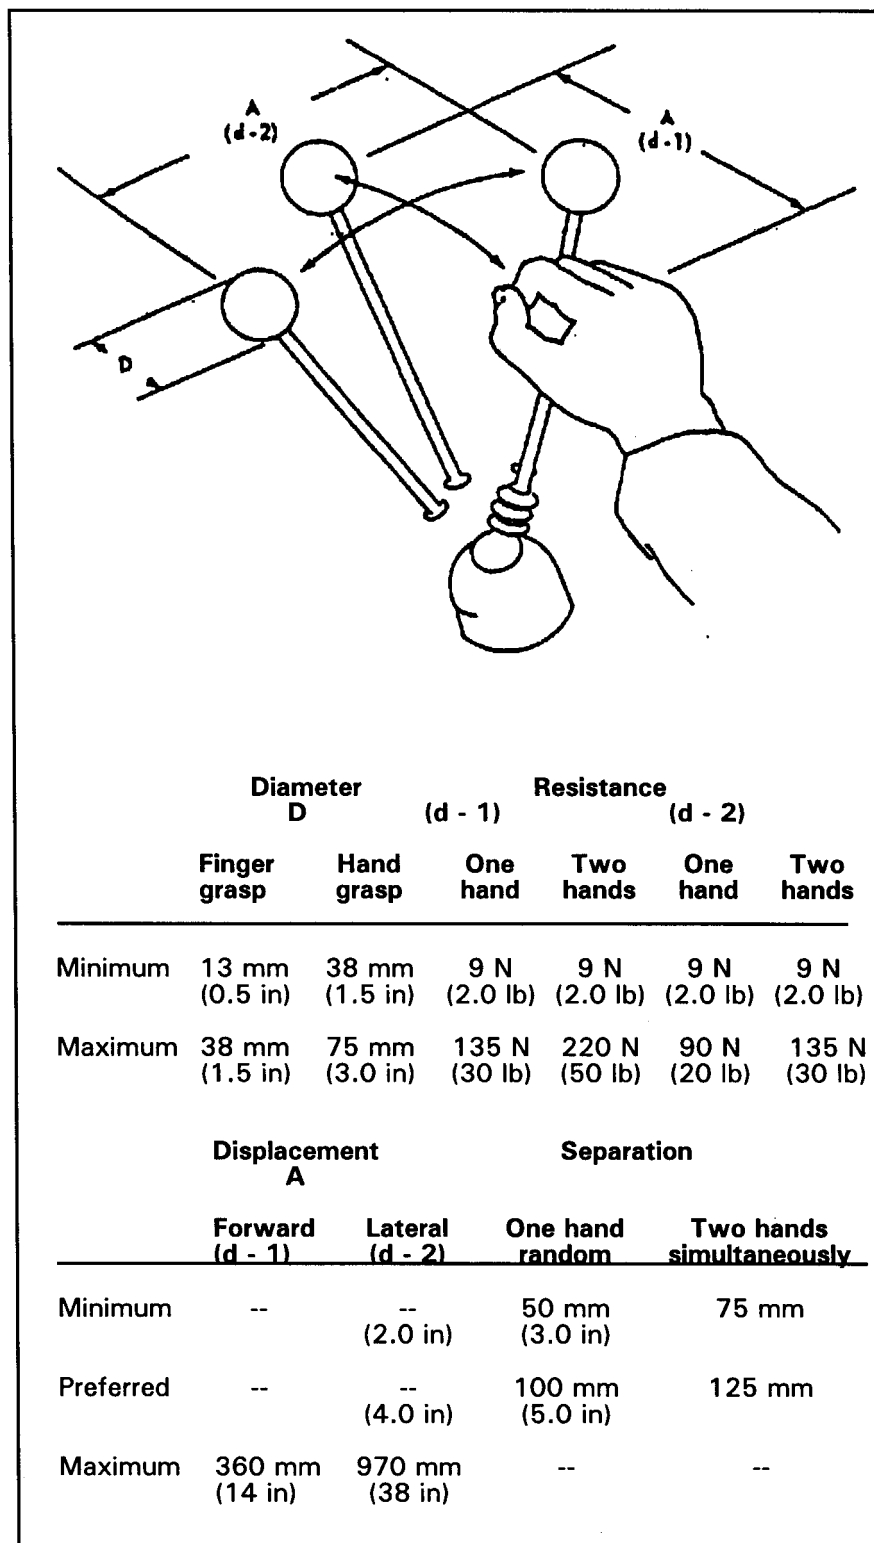 A
(d-2)
A
(d-1)
D
Diameter Resistance
D (d - 1) (d - 2)
Finger Hand One Two One Two
grasp grasp hand hands hand hands
Minimum 13 mm 38 mm 9 N 9 N 9 N 9 N
(0.5 in) (1.5 in) (2.0 lb) (2.0 lb) (2.0 lb) (2.0 lb)
Maximum 38 mm 75 mm 135 N 220 N 90 N 135 N
(1.5 in) (3.0 in) (30 lb) (50 lb) (20 lb) (30 lb)
Displacement Separation
A
Forward Lateral One hand Two hands
(d - 1) (d - 2) random simultaneously
Minimum -- -- 50 mm 75 mm
(2.0 in) (3.0 in)
Preferred -- -- 100 mm 125 mm
(4.0 in) (5.0 in)
Maximum 360 mm 970 mm -- --
(14 in) (38 in)